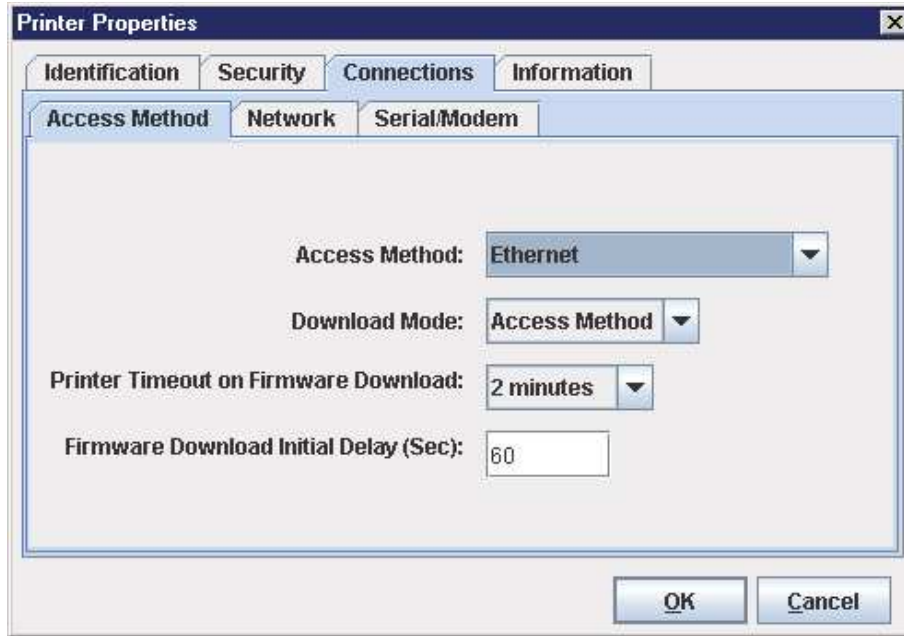 Printer Properties
Identification Security Connections Information
Access Method Network Serial/Modem
Access Method: Ethernet
Download Mode: Access Method
Printer Timeout on Firmware Download: 2 minutes
Firmware Download Initial Delay (Sec): 60
OK Cancel